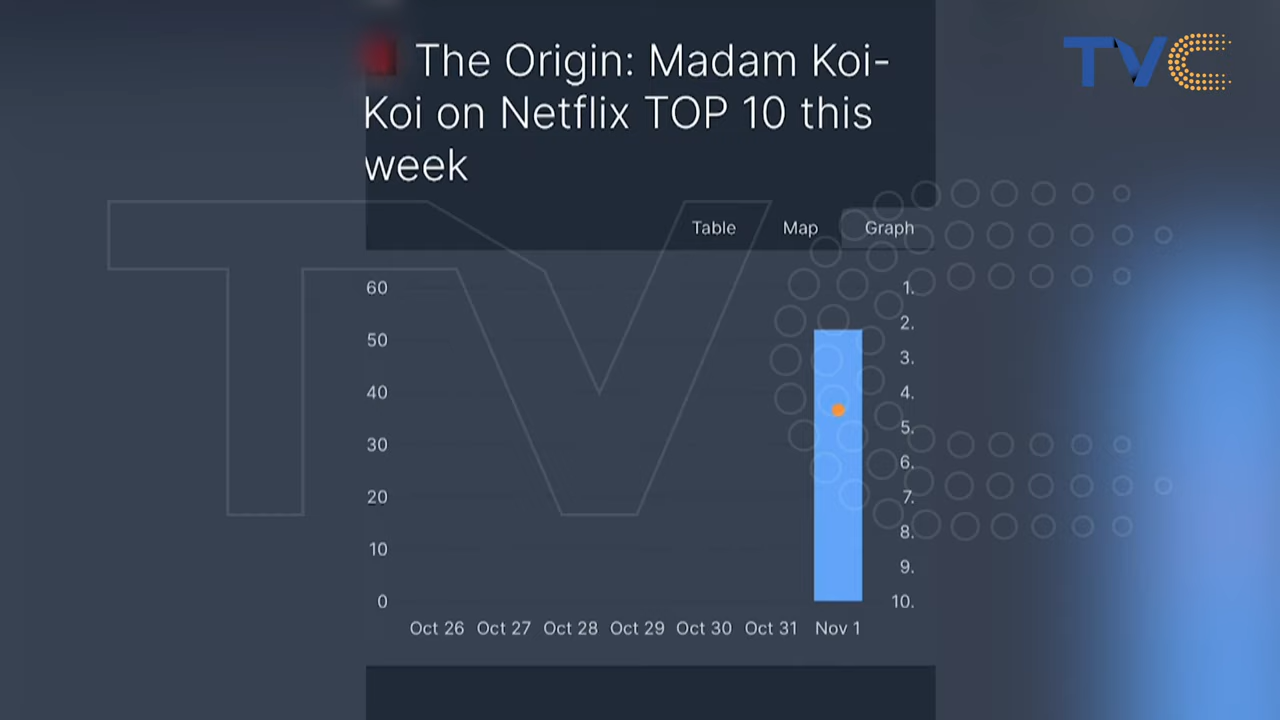 TVC
The Origin: Madam Koi-
Koi on Netflix TOP 10 this
week
Table Map Graph
60 1.
2.
50
3.
40 4.
5.
30
6.
20 7.
8.
10
9.
0 10.
Oct 26 Oct 27 Oct 28 Oct 29 Oct 30 Oct 31 Nov 1
TVC